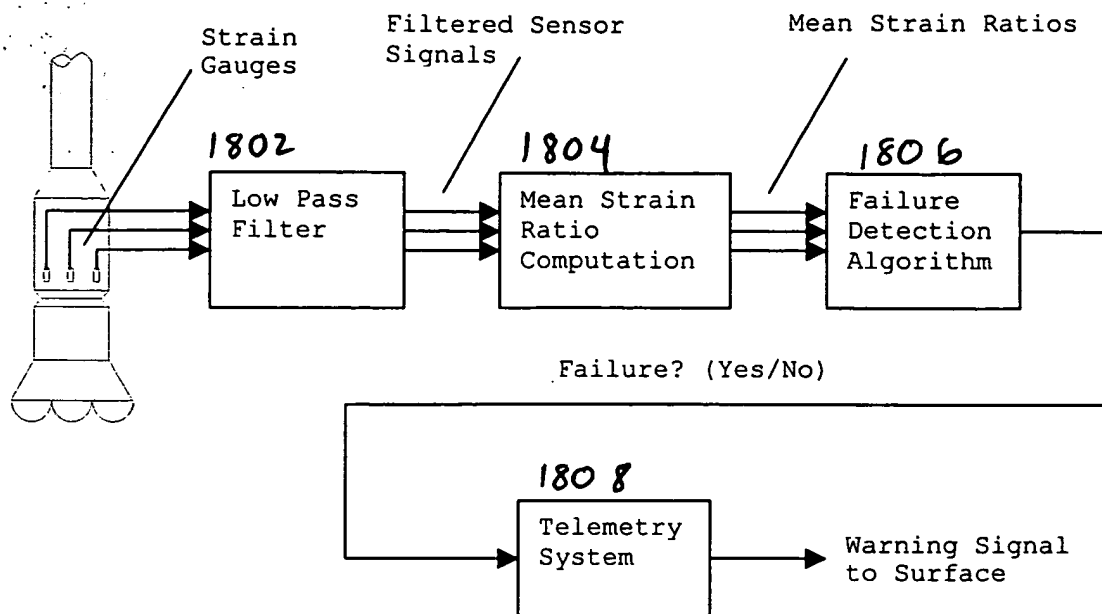 Strain
Gauges
Filtered Sensor
Signals
Mean Strain Ratios
1802
Low Pass
Filter
1804
Mean Strain
Ratio
Computation
1806
Failure
Detection
Algorithm
Failure? (Yes/No)
1808
Telemetry
System
Warning Signal
to Surface